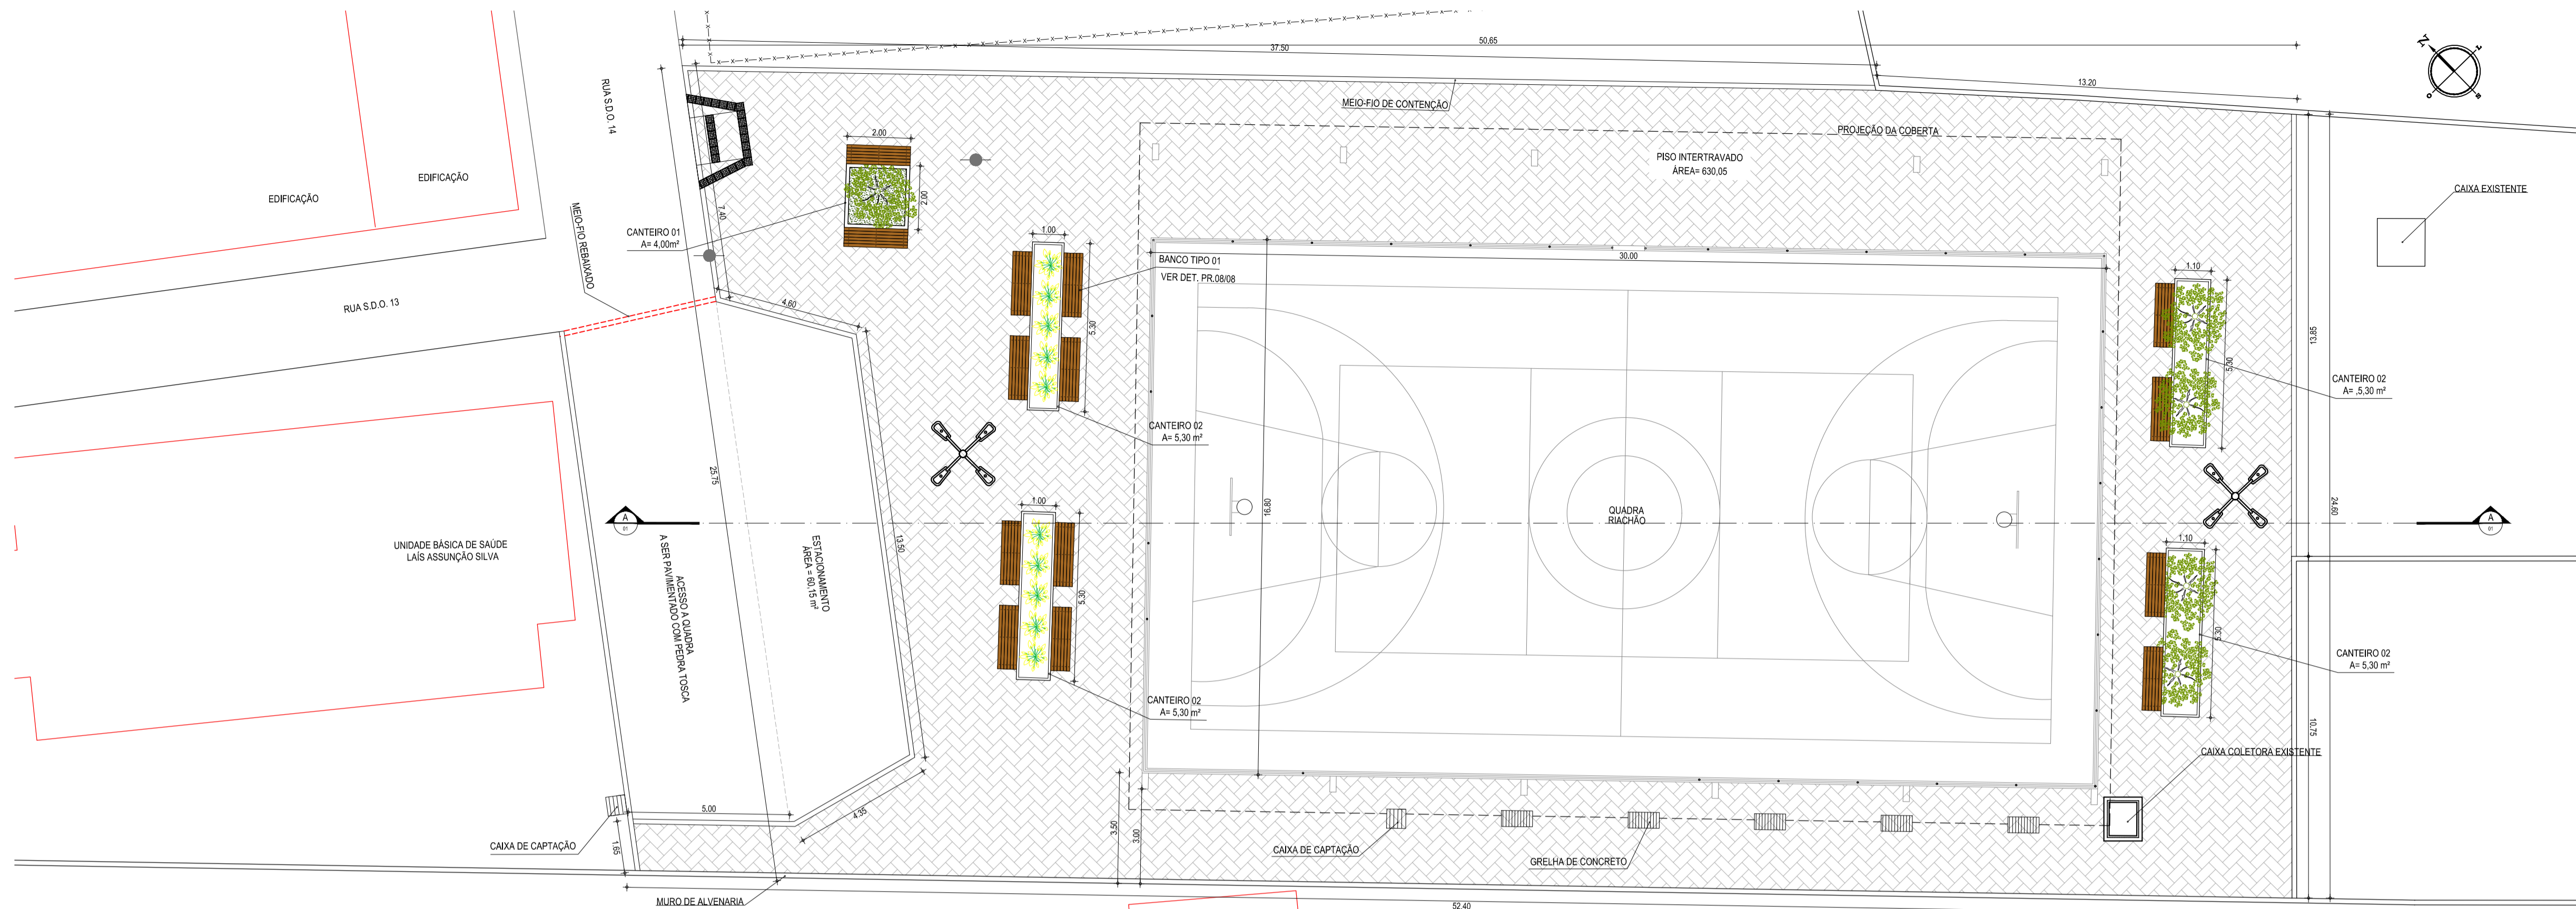 50,65
37.50
13.20
MEIO-FIO DE CONTENÇÃO
PROJEÇÃO DA COBERTA
PISO INTERTRAVADO
ÁREA= 630,05
N
L
O
S
CAIXA EXISTENTE
RUA S.D.O. 14
EDIFICAÇÃO
EDIFICAÇÃO
MEIO-FIO REBAIXADO
RUA S.D.O. 13
CANTEIRO 01
A= 4,00m²
2.00
2.00
7.40
4.60
1.00
5.30
BANCO TIPO 01
VER DET. PR.08/08
30.00
CANTEIRO 02
A= 5,30 m²
1.10
5.30
13.85
CANTEIRO 02
A= ,5,30 m²
25.75
13.50
16.80
24.60
A
01
A
01
QUADRA
RIACHÃO
UNIDADE BÁSICA DE SAÚDE
LAÍS ASSUNÇÃO SILVA
ACESSO A QUADRA
A SER PAVIMENTADO COM PEDRA TOSCA
ESTACIONAMENTO
ÁREA = 60,15 m²
1.00
5.30
CANTEIRO 02
A= 5,30 m²
1.10
5.30
CANTEIRO 02
A= 5,30 m²
10.75
CAIXA COLETORA EXISTENTE
5.00
4.35
3.50
3.00
1.65
CAIXA DE CAPTAÇÃO
CAIXA DE CAPTAÇÃO
GRELHA DE CONCRETO
MURO DE ALVENARIA
52.40